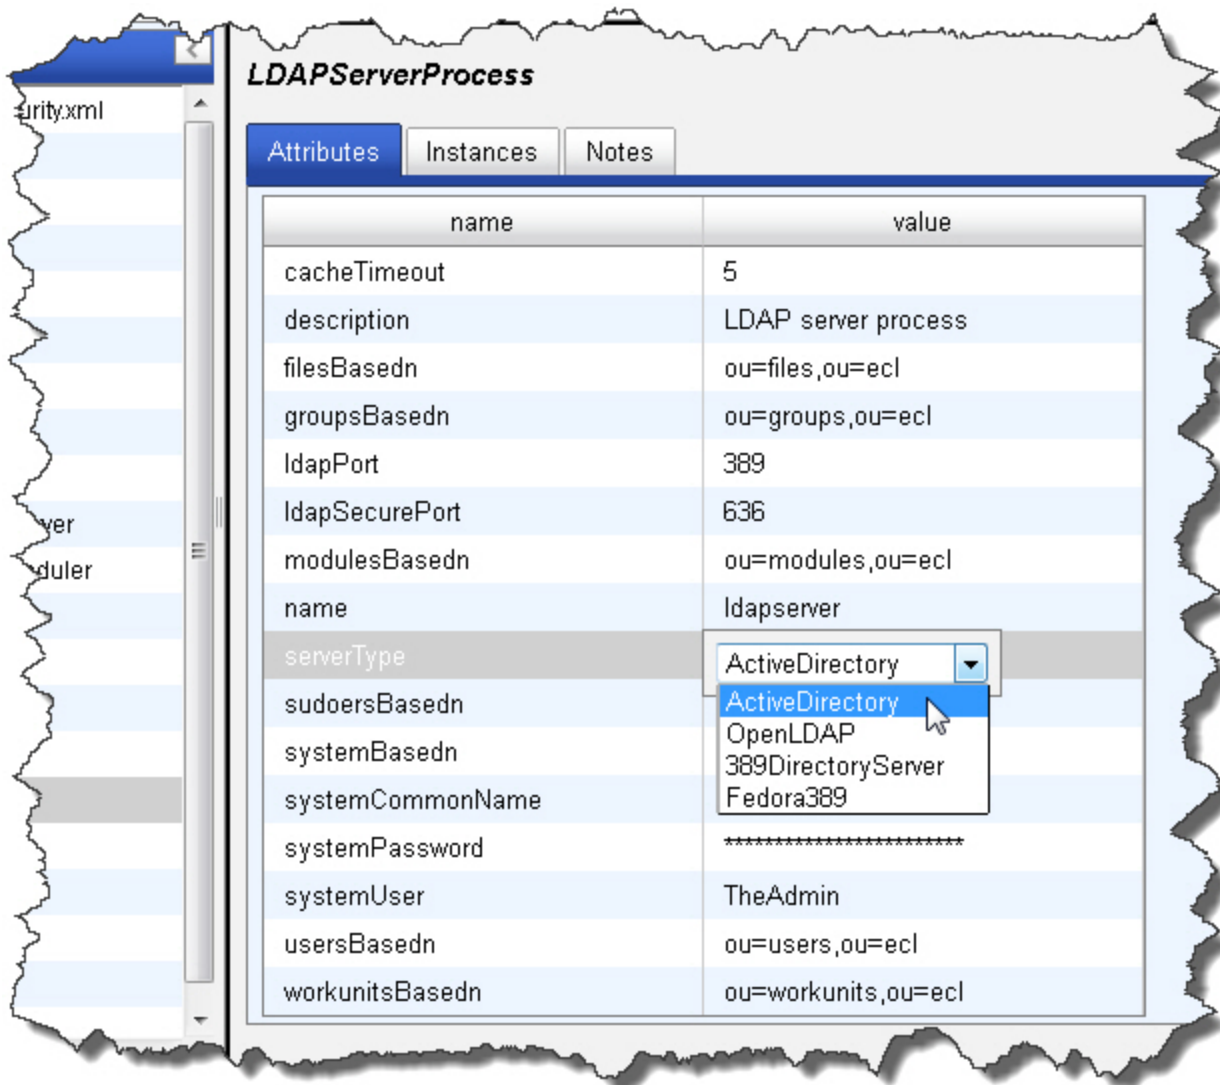 urity.xml
ver
duler
LDAPServerProcess
Attributes Instances Notes
name value
cacheTimeout 5
description LDAP server process
filesBasedn ou=files,ou=ecl
groupsBasedn ou=groups,ou=ecl
ldapPort 389
ldapSecurePort 636
modulesBasedn ou=modules,ou=ecl
name ldapserver
serverType ActiveDirectory
ActiveDirectory
OpenLDAP
389DirectoryServer
Fedora389
sudoersBasedn
systemBasedn
systemCommonName
systemPassword ************************
systemUser TheAdmin
usersBasedn ou=users,ou=ecl
workunitsBasedn ou=workunits,ou=ecl